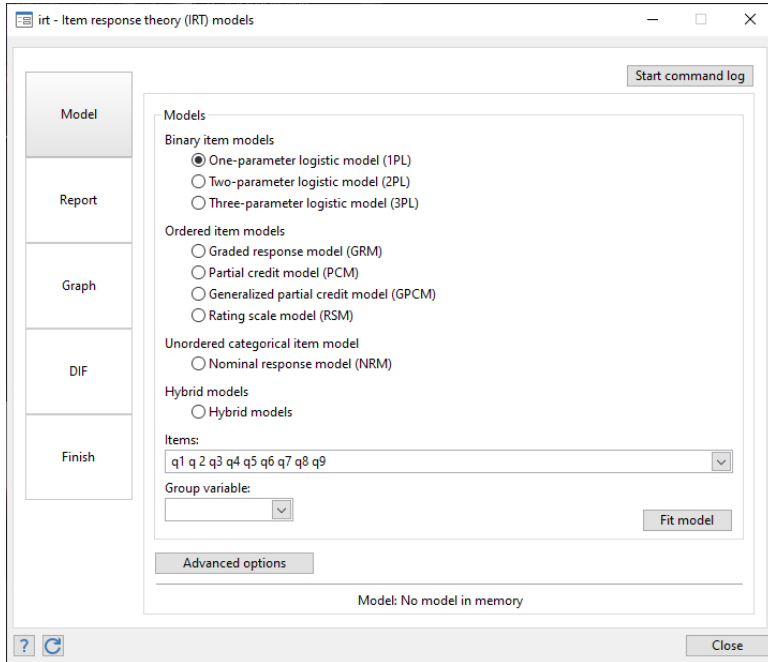 irt - Item response theory (IRT) models
Start command log
Model
Report
Graph
DIF
Finish
Models
Binary item models
One-parameter logistic model (1PL)
Two-parameter logistic model (2PL)
Three-parameter logistic model (3PL)
Ordered item models
Graded response model (GRM)
Partial credit model (PCM)
Generalized partial credit model (GPCM)
Rating scale model (RSM)
Unordered categorical item model
Nominal response model (NRM)
Hybrid models
Hybrid models
Items:
q1 q 2 q3 q4 q5 q6 q7 q8 q9
Group variable:
Fit model
Advanced options
Model: No model in memory
?
Close